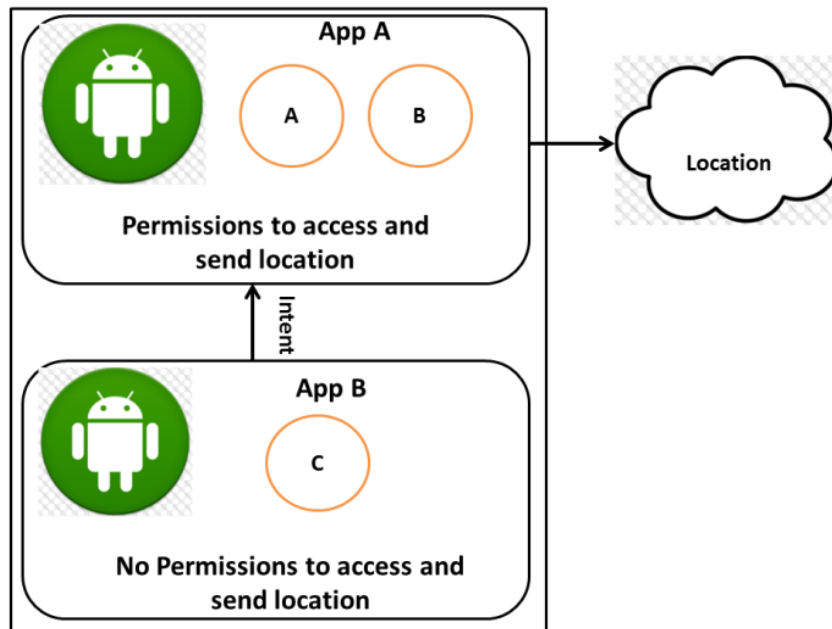 App A
A
B
Permissions to access and
send location
Location
Intent
App B
C
No Permissions to access and
send location